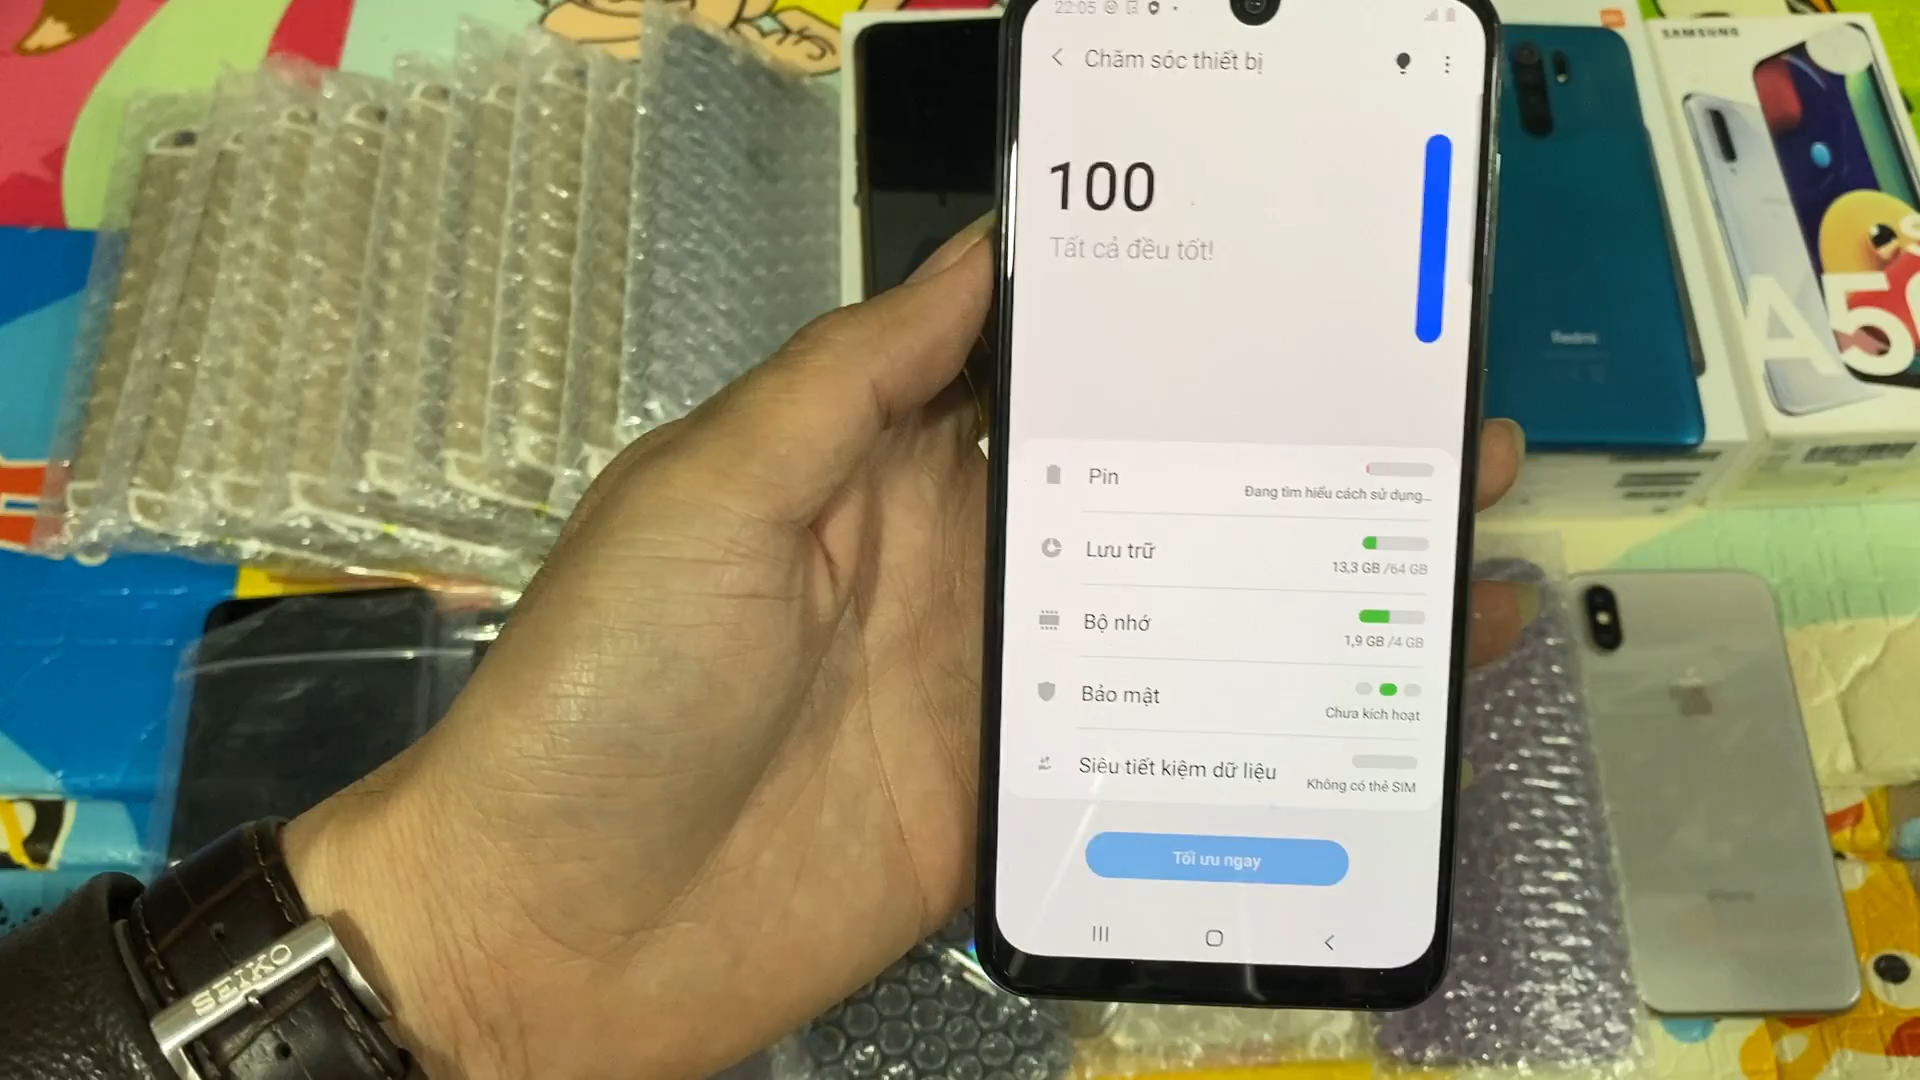 22:05
Chăm sóc thiết bị
100
Tất cả đều tốt!
Pin
Đang tìm hiểu cách sử dụng...
Lưu trữ
13,3 GB /64 GB
Bộ nhớ
1,9 GB /4 GB
Bảo mật
Chưa kích hoạt
Siêu tiết kiệm dữ liệu
Không có thẻ SIM
Tối ưu ngay
SEIKO
Redmi
SAMSUNG
A50
iPhone